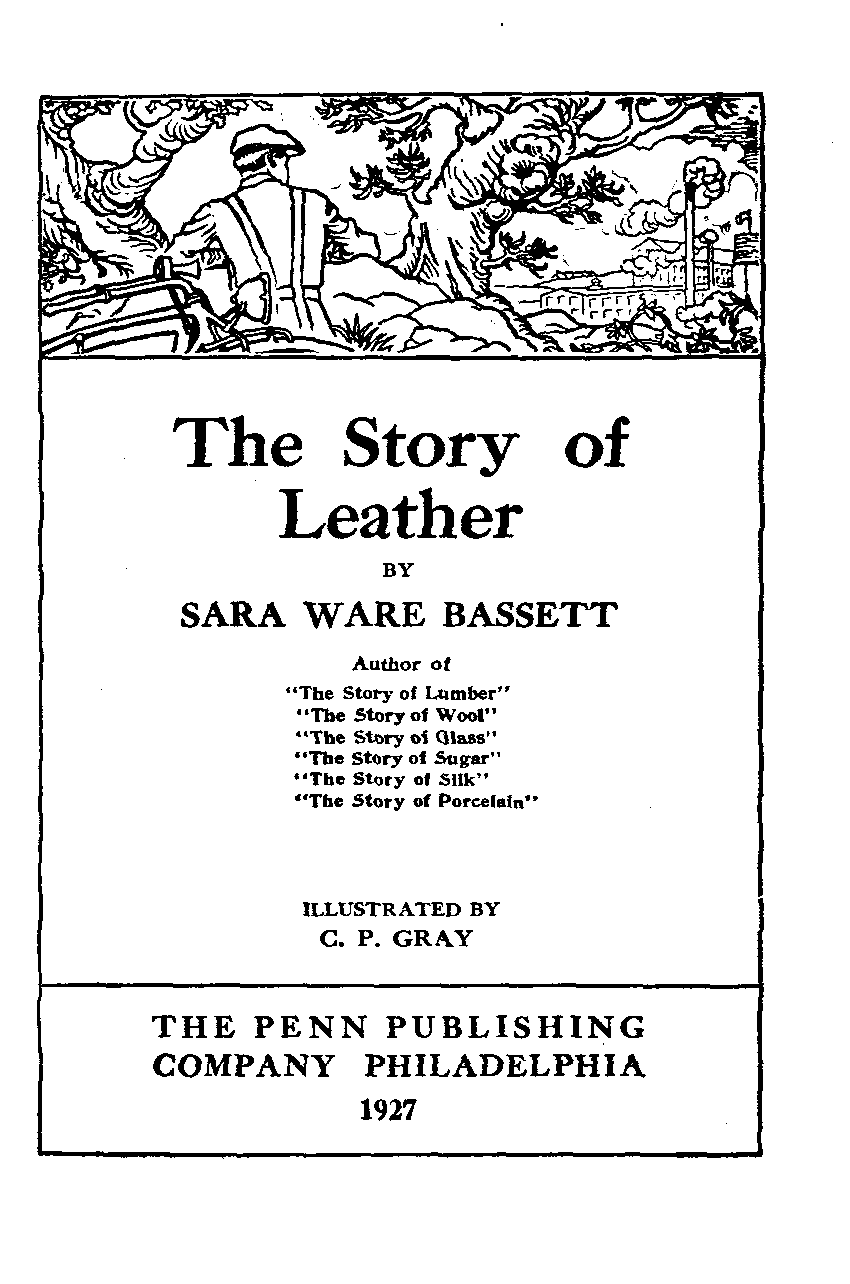 The Story of
Leather
BY
SARA WARE BASSETT
Author of
"The Story of Lumber"
"The Story of Wool"
"The Story of Glass"
"The Story of Sugar"
"The Story of Silk"
"The Story of Porcelain"
ILLUSTRATED BY
C. P. GRAY
THE PENN PUBLISHING
COMPANY PHILADELPHIA
1927